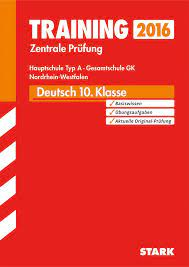 TRAINING 2016
Zentrale Prüfung
Hauptschule Typ A · Gesamtschule GK
Nordrhein-Westfalen
Deutsch 10. Klasse
Basiswissen
Übungsaufgaben
Aktuelle Original-Prüfung
STARK